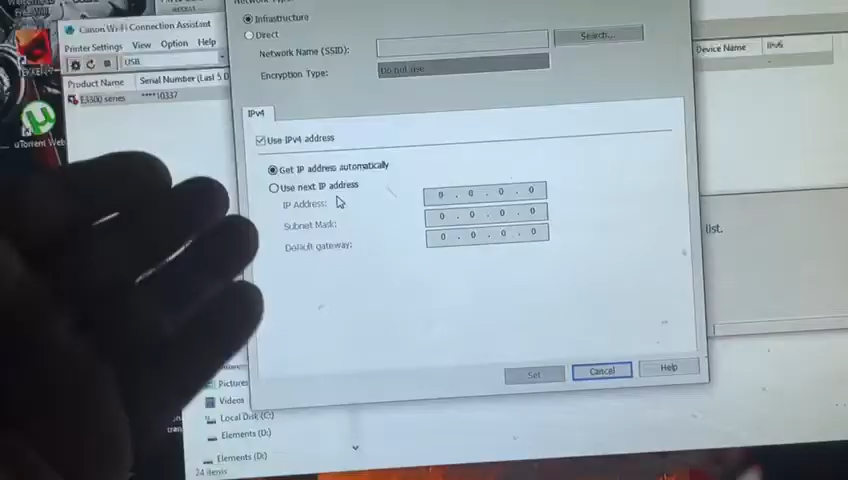 Canon Wi-Fi Connection Assistant
Printer Settings View Option Help
USB
Product Name Serial Number (Last 5 D
E3300 series ****10337
TEKKEN 7
uTorrent Web
Infrastructure
Direct
Network Name (SSID):
Search...
Encryption Type:
Do not use
IPv4
Use IPv4 address
Get IP address automatically
Use next IP address
IP Address:
0 . 0 . 0 . 0
Subnet Mask:
0 . 0 . 0 . 0
Default gateway:
0 . 0 . 0 . 0
Set
Cancel
Help
Device Name
IPv6
list.
Pictures
Videos
Local Disk (C:)
Elements (D:)
Elements (D:)
24 items